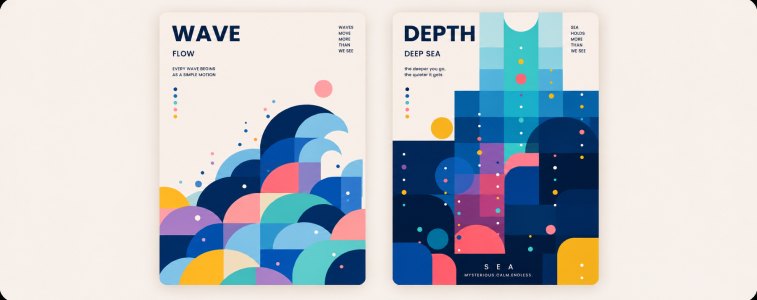 WAVE
FLOW
EVERY WAVE BEGINS
AS A SIMPLE MOTION
WAVES
MOVE
MORE
THAN
WE SEE
DEPTH
DEEP SEA
the deeper you go,
the quieter it gets
SEA
HOLDS
MORE
THAN
WE SEE
SEA
MYSTERIOUS.CALM.ENDLESS